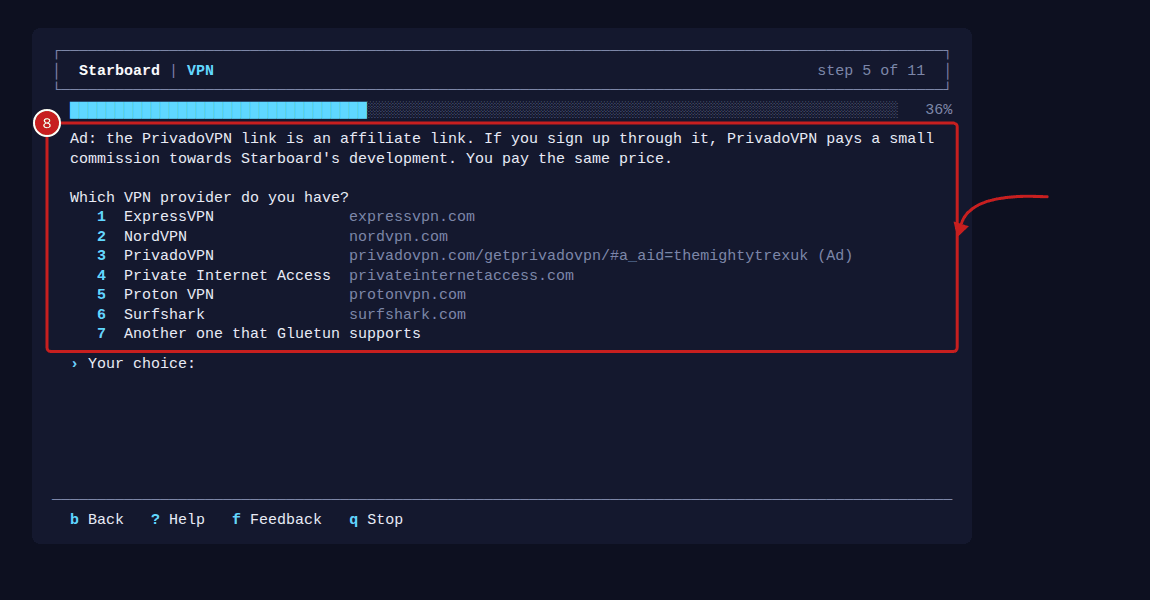 Starboard | VPN step 5 of 11
36%
8
Ad: the PrivadoVPN link is an affiliate link. If you sign up through it, PrivadoVPN pays a small
commission towards Starboard's development. You pay the same price.
Which VPN provider do you have?
1 ExpressVPN expressvpn.com
2 NordVPN nordvpn.com
3 PrivadoVPN privadovpn.com/getprivadovpn/#a_aid=themightytrexuk (Ad)
4 Private Internet Access privateinternetaccess.com
5 Proton VPN protonvpn.com
6 Surfshark surfshark.com
7 Another one that Gluetun supports
› Your choice:
b Back ? Help f Feedback q Stop